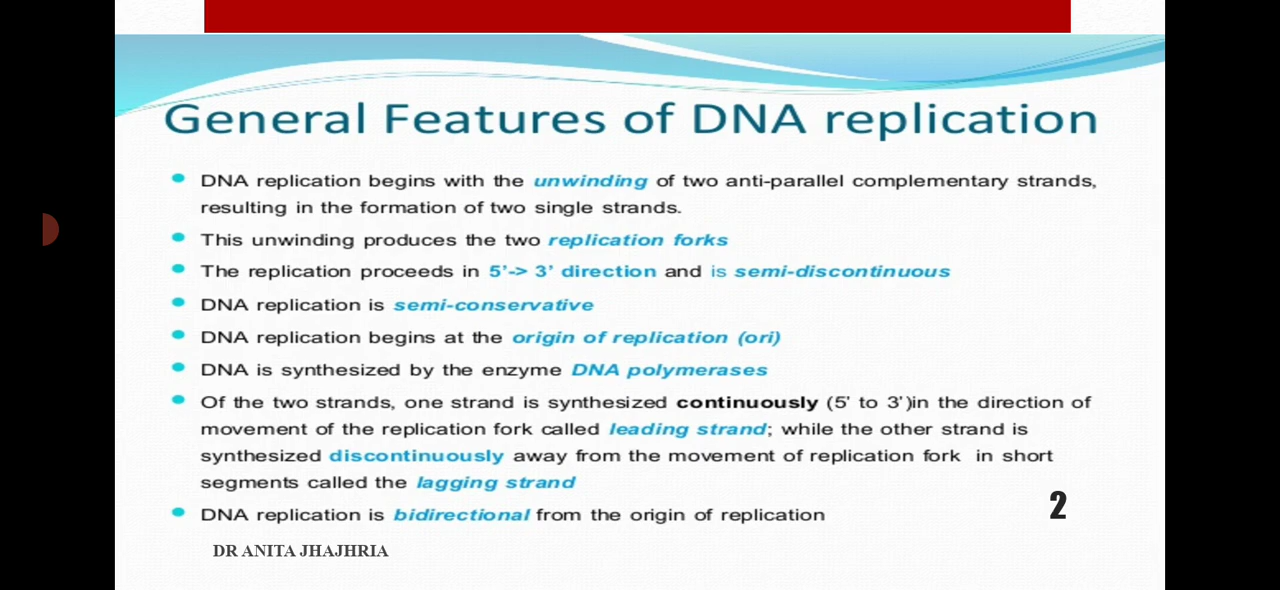 General Features of DNA replication
DNA replication begins with the unwinding of two anti-parallel complementary strands,
resulting in the formation of two single strands.
This unwinding produces the two replication forks
The replication proceeds in 5'-> 3' direction and is semi-discontinuous
DNA replication is semi-conservative
DNA replication begins at the origin of replication (ori)
DNA is synthesized by the enzyme DNA polymerases
Of the two strands, one strand is synthesized continuously (5' to 3')in the direction of
movement of the replication fork called leading strand; while the other strand is
synthesized discontinuously away from the movement of replication fork in short
segments called the lagging strand
DNA replication is bidirectional from the origin of replication
2
DR ANITA JHAJHRIA